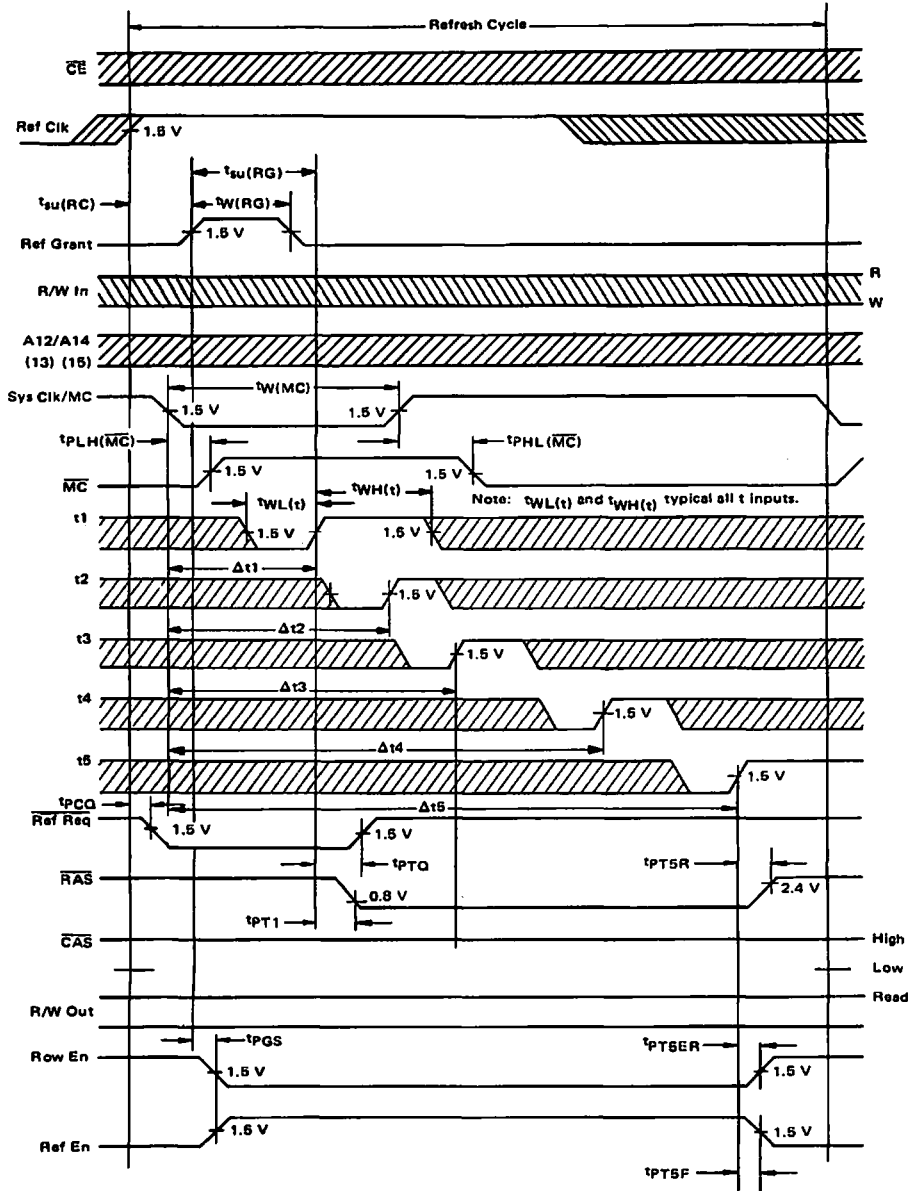 Refresh Cycle
CE
Ref Clk
1.5 V
tsu(RG)
tsu(RC)
tW(RG)
1.5 V
Ref Grant
R/W In
R
W
A12/A14
(13) (15)
Sys Clk/MC
tW(MC)
1.5 V
1.5 V
tPLH(MC)
tPHL(MC)
1.5 V
1.5 V
MC
tWL(t)
tWH(t)
Note: tWL(t) and tWH(t) typical all t inputs.
t1
1.5 V
1.5 V
Δt1
t2
Δt2
t3
1.5 V
Δt3
t4
1.5 V
Δt4
t5
1.5 V
tPCQ
Δt5
Ref Req
1.5 V
1.5 V
tPTQ
tPT5R
RAS
0.8 V
2.4 V
tPT1
CAS
High
Low
Read
R/W Out
tPGS
tPT5ER
Row En
1.5 V
1.5 V
1.5 V
1.5 V
Ref En
tPT5F